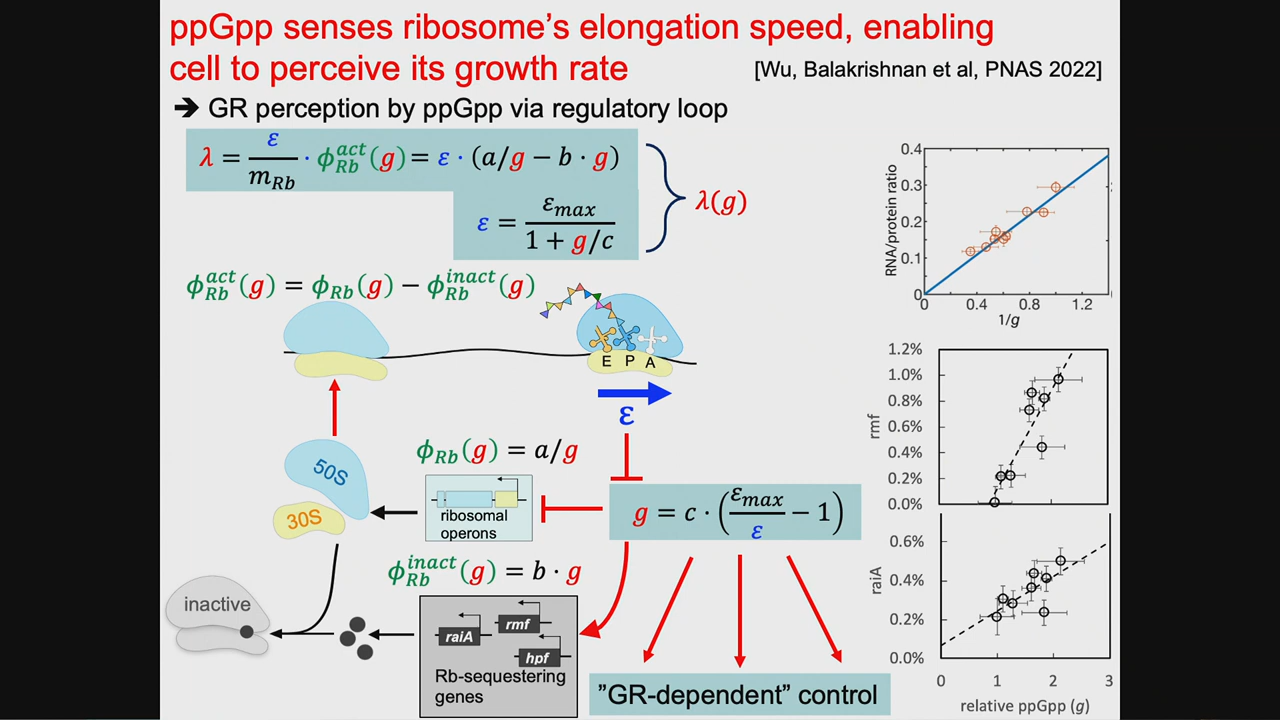 ppGpp senses ribosome's elongation speed, enabling
cell to perceive its growth rate
[Wu, Balakrishnan et al, PNAS 2022]
➔ GR perception by ppGpp via regulatory loop
λ = ε/m_Rb · ϕ_Rb^act(g) = ε · (a/g − b · g)
ε = ε_max/(1 + g/c)
λ(g)
ϕ_Rb^act(g) = ϕ_Rb(g) − ϕ_Rb^inact(g)
E P A
ε
50S
30S
ϕ_Rb(g) = a/g
ribosomal
operons
g = c · (ε_max/ε − 1)
ϕ_Rb^inact(g) = b · g
inactive
raiA
rmf
hpf
Rb-sequestering
genes
"GR-dependent" control
RNA/protein ratio
0.4
0.3
0.2
0.1
0
0 0.4 0.8 1.2
1/g
rmf
1.2%
1.0%
0.8%
0.6%
0.4%
0.2%
0.0%
raiA
0.6%
0.4%
0.2%
0.0%
0 1 2 3
relative ppGpp (g)